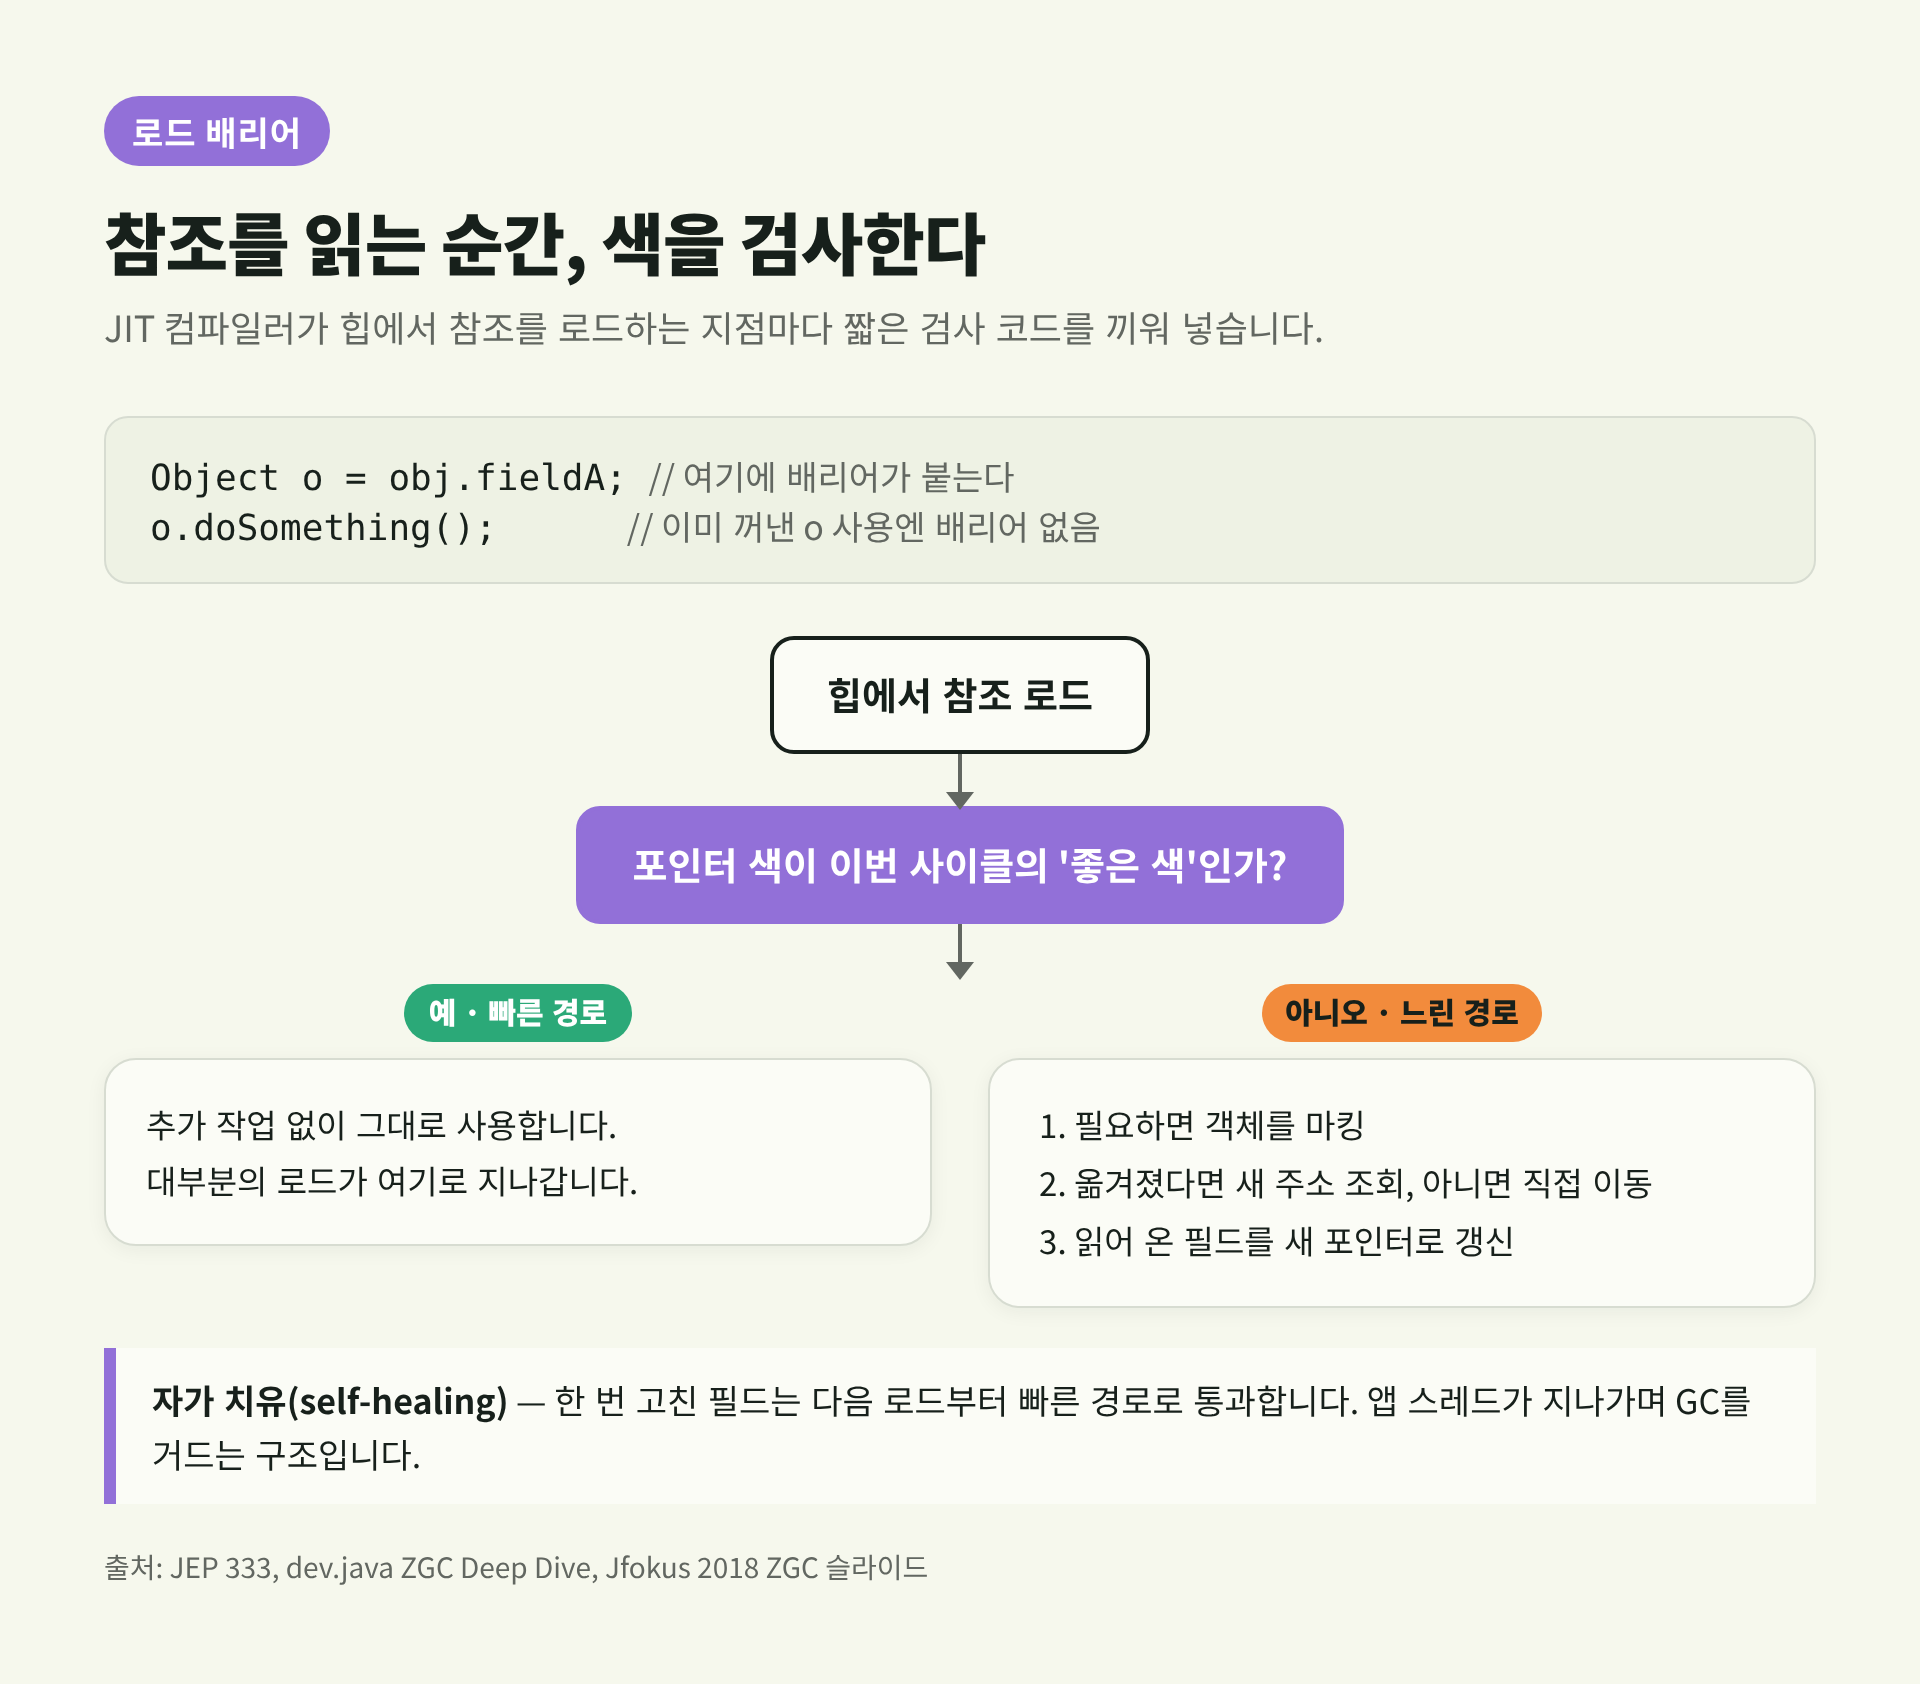 로드 배리어
참조를 읽는 순간, 색을 검사한다
JIT 컴파일러가 힙에서 참조를 로드하는 지점마다 짧은 검사 코드를 끼워 넣습니다.
Object o = obj.fieldA; // 여기에 배리어가 붙는다
o.doSomething(); // 이미 꺼낸 o 사용엔 배리어 없음
힙에서 참조 로드
포인터 색이 이번 사이클의 '좋은 색'인가?
예 · 빠른 경로
추가 작업 없이 그대로 사용합니다.
대부분의 로드가 여기로 지나갑니다.
아니오 · 느린 경로
1. 필요하면 객체를 마킹
2. 옮겨졌다면 새 주소 조회, 아니면 직접 이동
3. 읽어 온 필드를 새 포인터로 갱신
자가 치유(self-healing) — 한 번 고친 필드는 다음 로드부터 빠른 경로로 통과합니다. 앱 스레드가 지나가며 GC를
거드는 구조입니다.
출처: JEP 333, dev.java ZGC Deep Dive, Jfokus 2018 ZGC 슬라이드